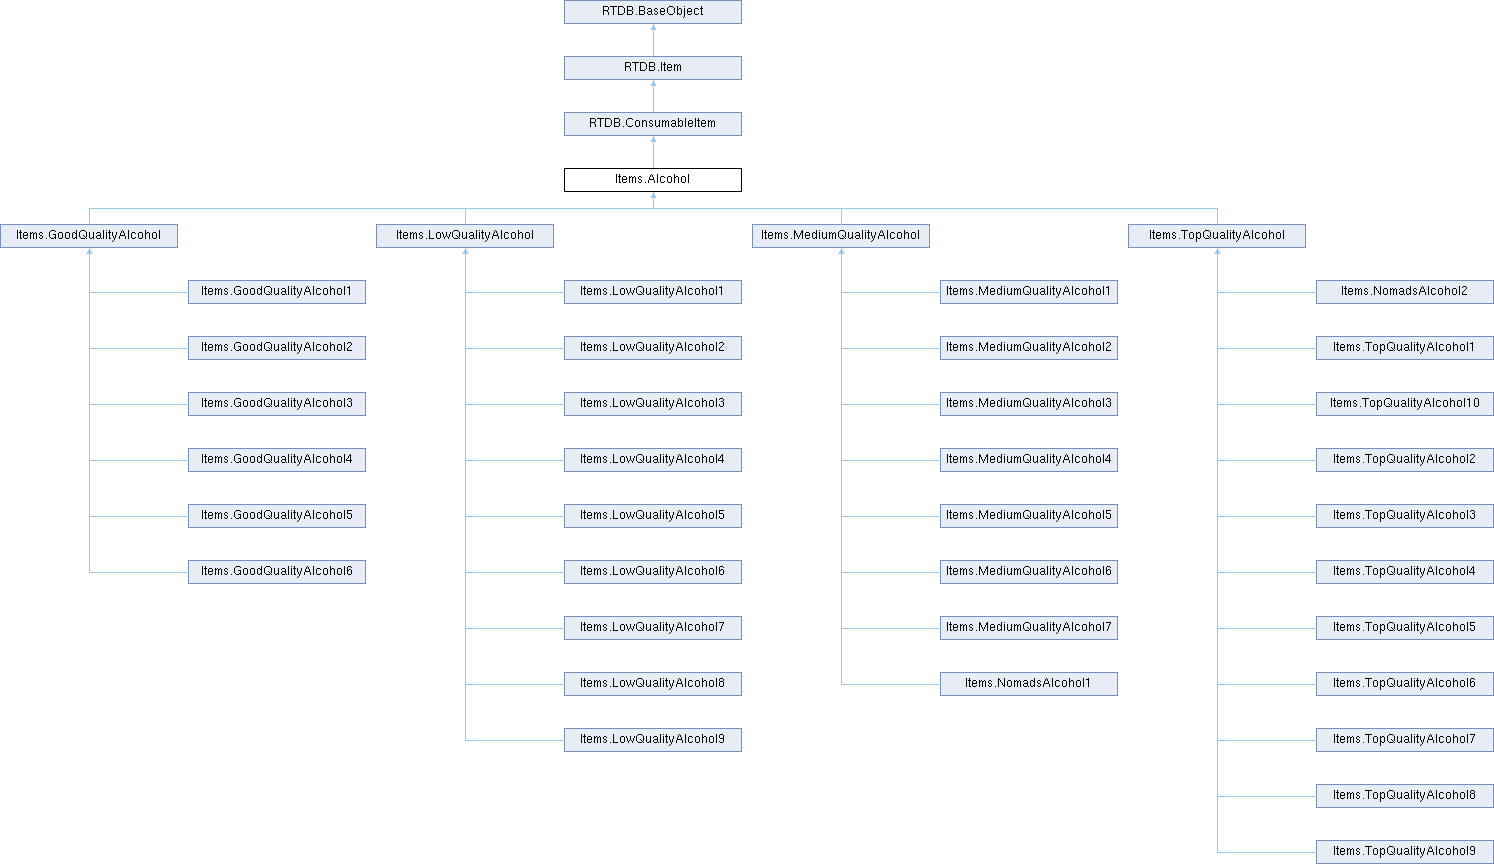 RTDB.BaseObject
RTDB.Item
RTDB.ConsumableItem
Items.Alcohol
Items.GoodQualityAlcohol
Items.LowQualityAlcohol
Items.MediumQualityAlcohol
Items.TopQualityAlcohol
Items.GoodQualityAlcohol1
Items.LowQualityAlcohol1
Items.MediumQualityAlcohol1
Items.NomadsAlcohol2
Items.GoodQualityAlcohol2
Items.LowQualityAlcohol2
Items.MediumQualityAlcohol2
Items.TopQualityAlcohol1
Items.GoodQualityAlcohol3
Items.LowQualityAlcohol3
Items.MediumQualityAlcohol3
Items.TopQualityAlcohol10
Items.GoodQualityAlcohol4
Items.LowQualityAlcohol4
Items.MediumQualityAlcohol4
Items.TopQualityAlcohol2
Items.GoodQualityAlcohol5
Items.LowQualityAlcohol5
Items.MediumQualityAlcohol5
Items.TopQualityAlcohol3
Items.GoodQualityAlcohol6
Items.LowQualityAlcohol6
Items.MediumQualityAlcohol6
Items.TopQualityAlcohol4
Items.LowQualityAlcohol7
Items.MediumQualityAlcohol7
Items.TopQualityAlcohol5
Items.LowQualityAlcohol8
Items.NomadsAlcohol1
Items.TopQualityAlcohol6
Items.LowQualityAlcohol9
Items.TopQualityAlcohol7
Items.TopQualityAlcohol8
Items.TopQualityAlcohol9